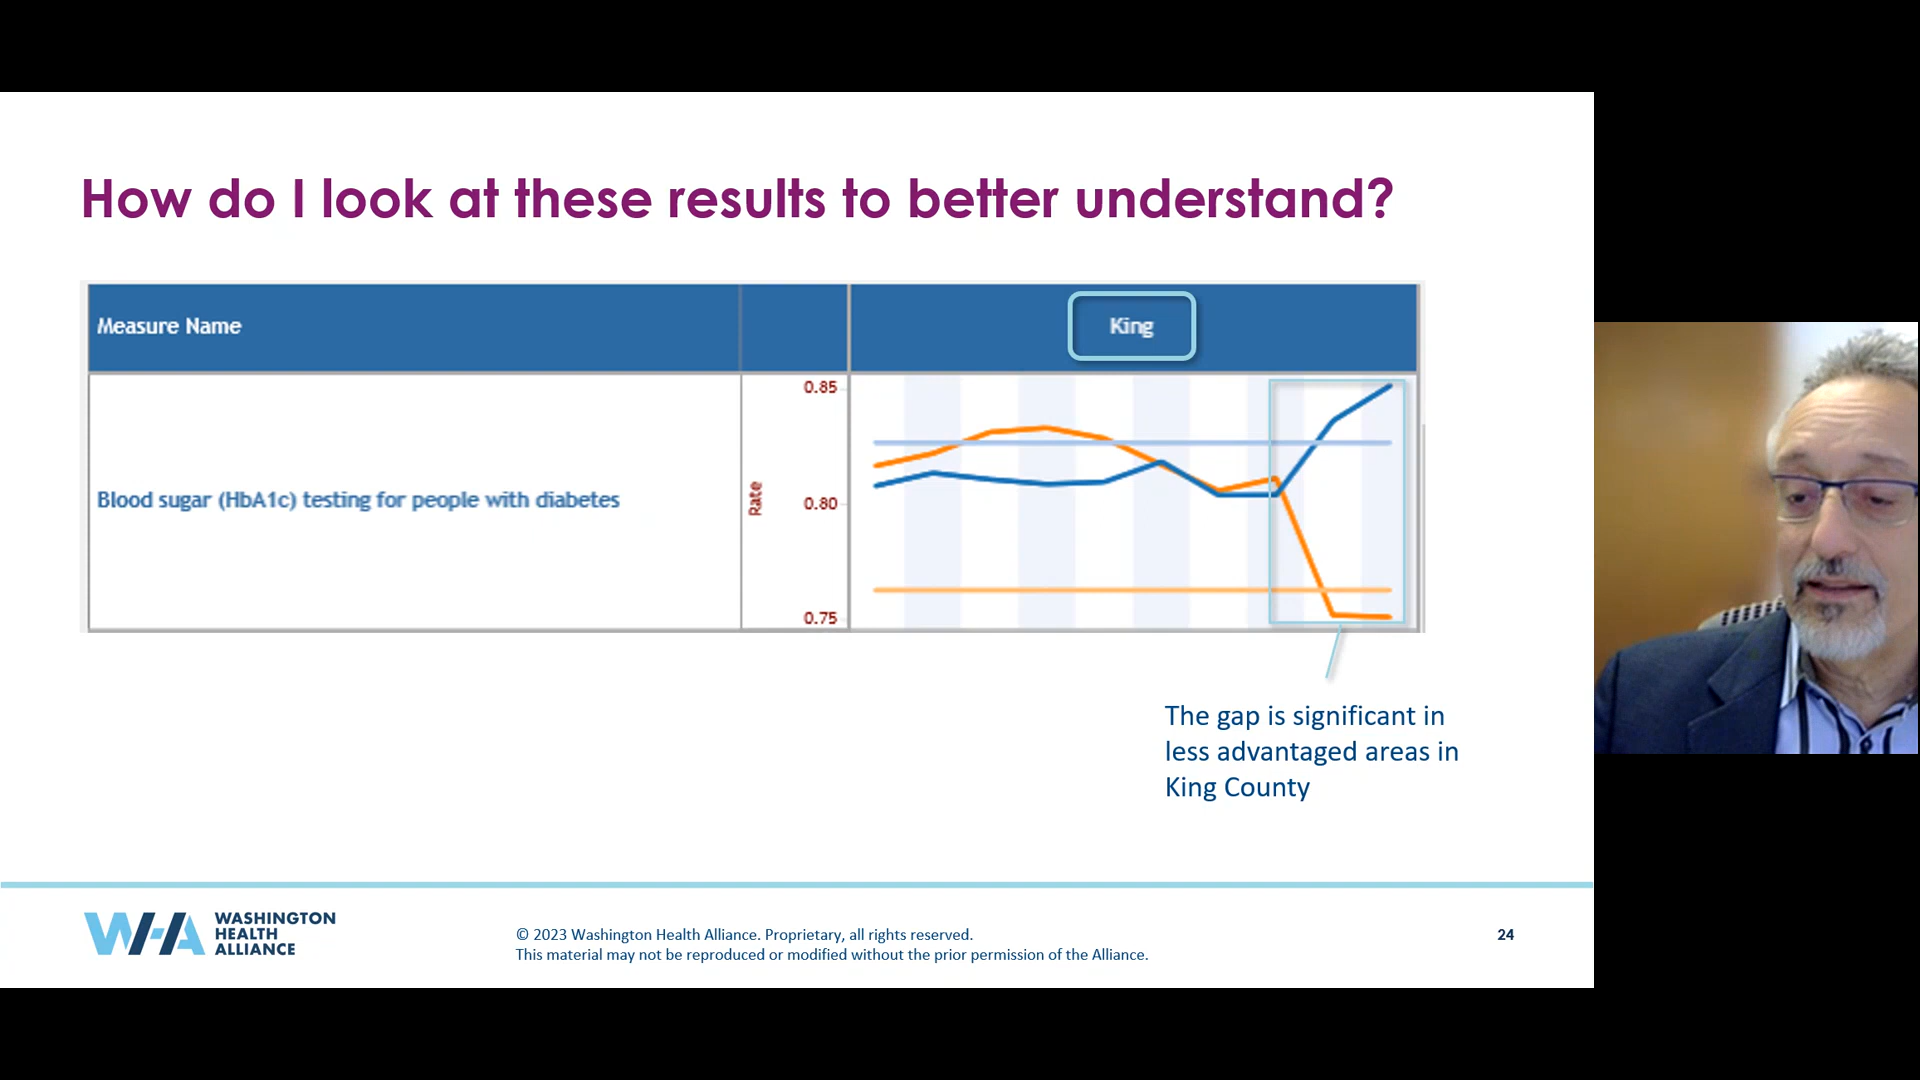 How do I look at these results to better understand?
Measure Name
King
Blood sugar (HbA1c) testing for people with diabetes
Rate
0.85
0.80
0.75
The gap is significant in
less advantaged areas in
King County
WHA
WASHINGTON
HEALTH
ALLIANCE
© 2023 Washington Health Alliance. Proprietary, all rights reserved.
This material may not be reproduced or modified without the prior permission of the Alliance.
24